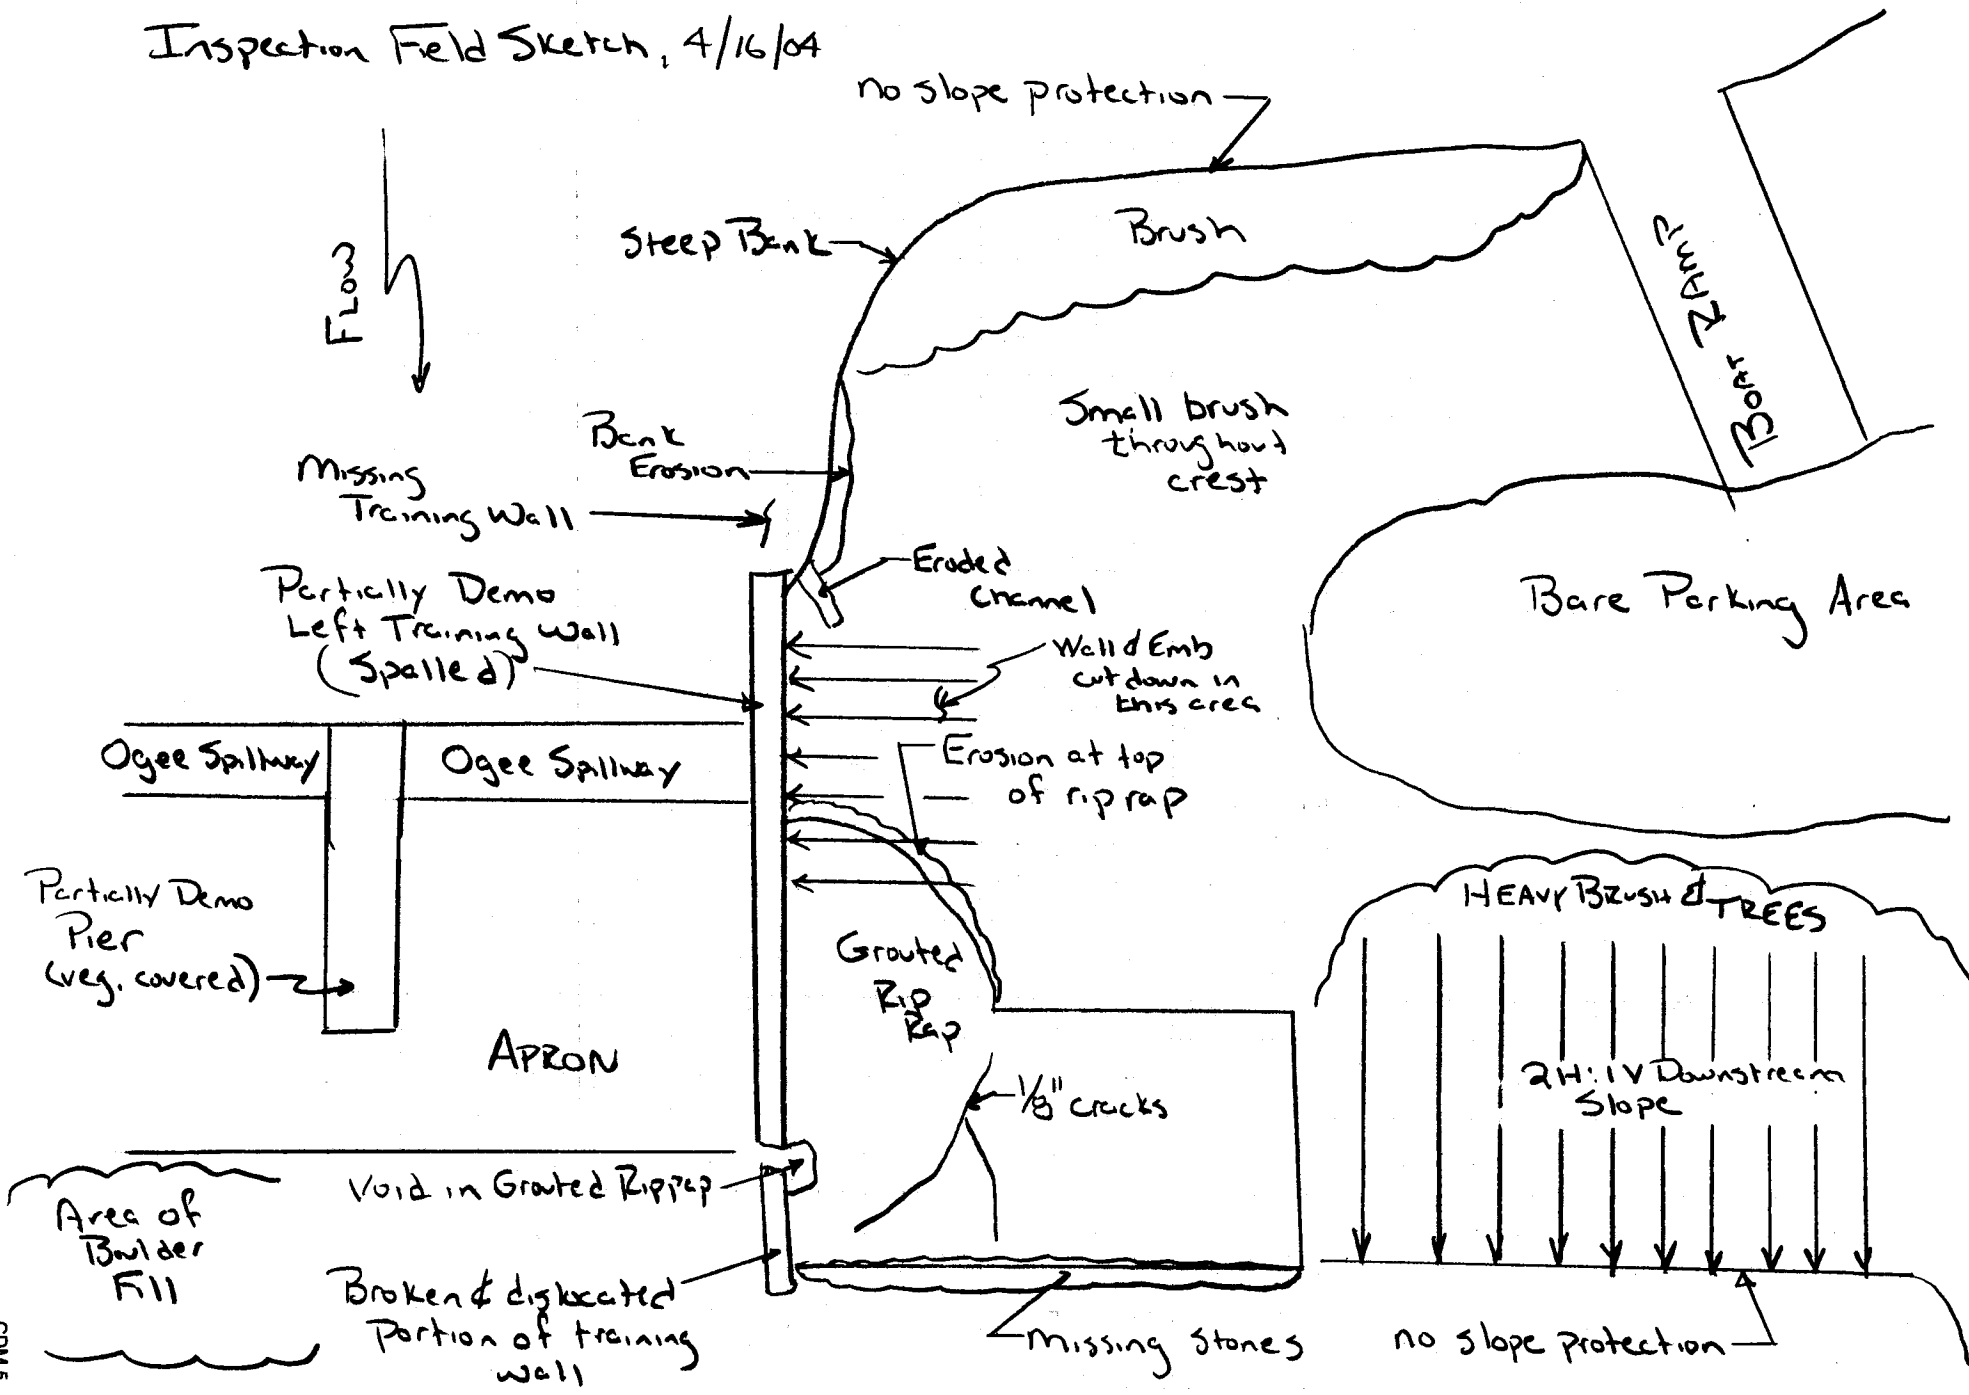 Inspection Field Sketch, 4/16/04
no slope protection
Steep Bank
Brush
Flow
BOAT RAMP
Small brush
throughout
crest
Bank
Erosion
Missing
Training Wall
Eroded
Channel
Partially Demo
Left Training Wall
(Spalled)
Wall & Emb
cut down in
this area
Bare Parking Area
Ogee Spillway
Ogee Spillway
Erosion at top
of rip rap
Partially Demo
Pier
(veg. covered)
HEAVY BRUSH & TREES
Grouted
Rip
Rap
APRON
1/8" cracks
2H:1V Downstream
Slope
Void in Grouted Riprap
Area of
Boulder
Fill
Broken & dislocated
portion of training
wall
missing stones
no slope protection